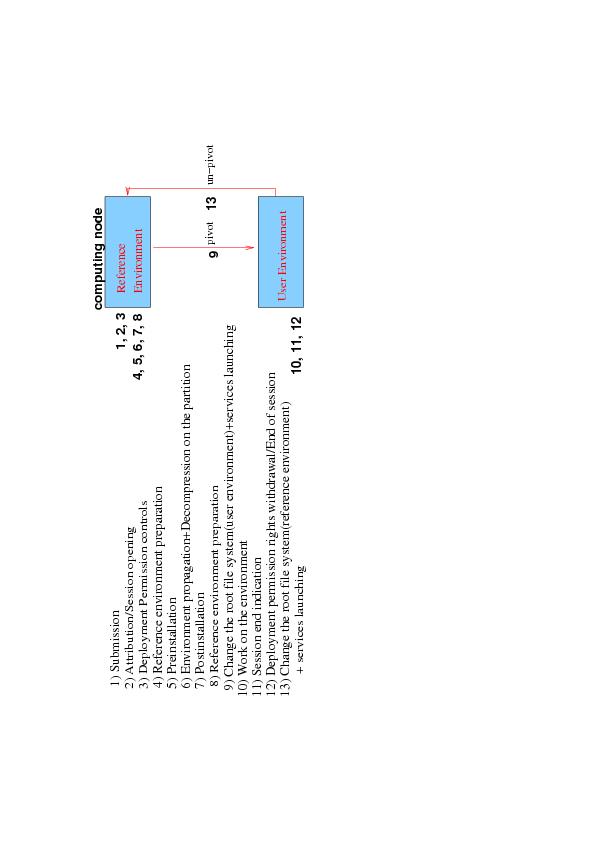 computing node
Reference
Environment
1, 2, 3
4, 5, 6, 7, 8
9 pivot
13 un-pivot
User Environment
10, 11, 12
1) Submission
2) Attribution/Session opening
3) Deployment Permission controls
4) Reference environment preparation
5) Preinstallation
6) Environment propagation+Decompression on the partition
7) Postinstallation
8) Reference environment preparation
9) Change the root file system(user environment)+services launching
10) Work on the environment
11) Session end indication
12) Deployment permission rights withdrawal/End of session
13) Change the root file system(reference environment)
+ services launching